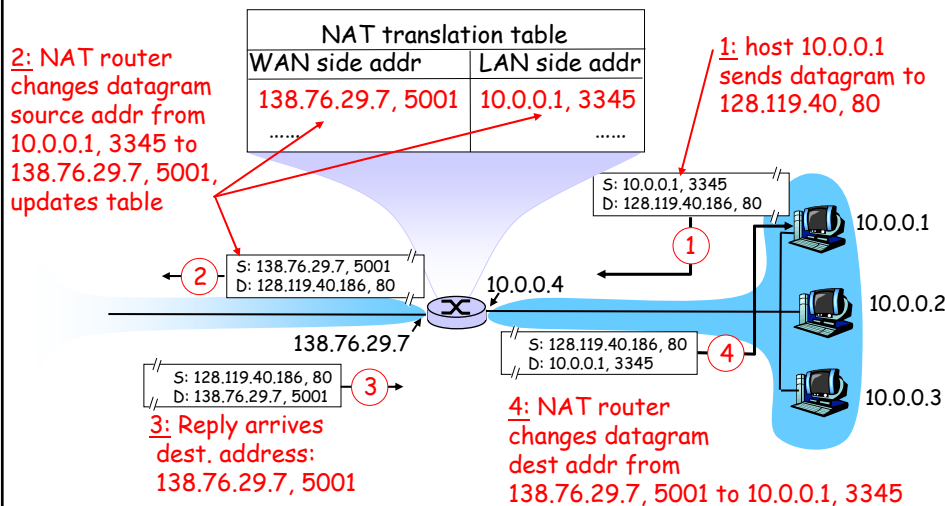 NAT translation table
WAN side addr LAN side addr
138.76.29.7, 5001 10.0.0.1, 3345
...... ......
2: NAT router
changes datagram
source addr from
10.0.0.1, 3345 to
138.76.29.7, 5001,
updates table
1: host 10.0.0.1
sends datagram to
128.119.40, 80
S: 10.0.0.1, 3345
D: 128.119.40.186, 80
1
10.0.0.1
S: 138.76.29.7, 5001
D: 128.119.40.186, 80
2
10.0.0.4
10.0.0.2
138.76.29.7
S: 128.119.40.186, 80
D: 10.0.0.1, 3345
4
S: 128.119.40.186, 80
D: 138.76.29.7, 5001
3
10.0.0.3
3: Reply arrives
dest. address:
138.76.29.7, 5001
4: NAT router
changes datagram
dest addr from
138.76.29.7, 5001 to 10.0.0.1, 3345